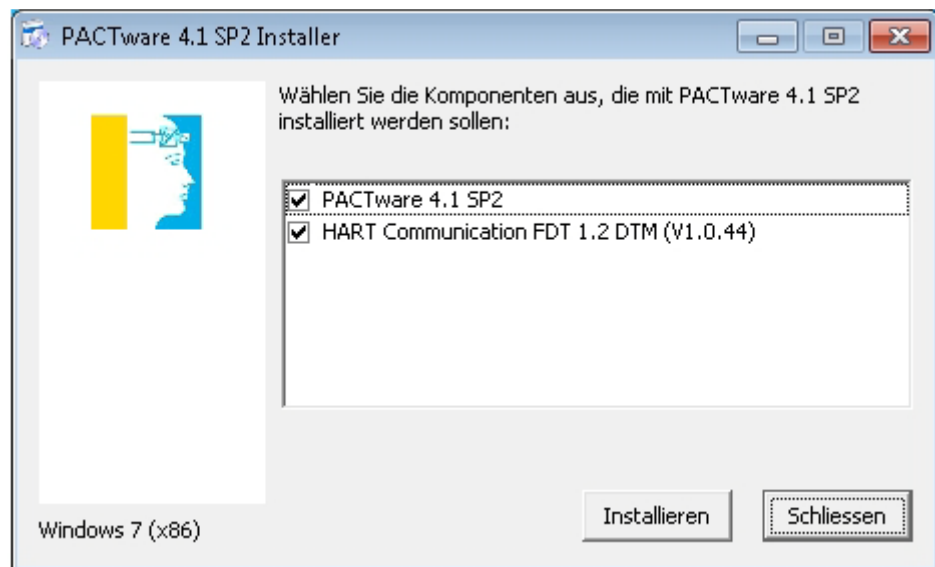 PACTware 4.1 SP2 Installer
Wählen Sie die Komponenten aus, die mit PACTware 4.1 SP2
installiert werden sollen:
PACTware 4.1 SP2
HART Communication FDT 1.2 DTM (V1.0.44)
Installieren
Schliessen
Windows 7 (x86)